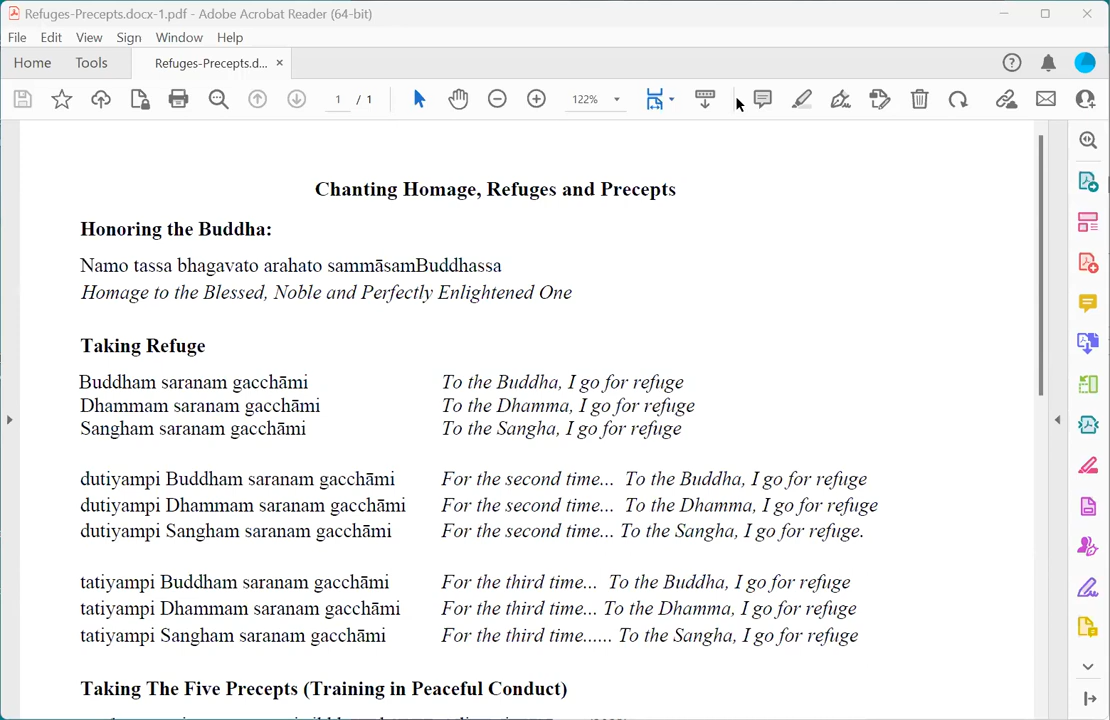 Refuges-Precepts.docx-1.pdf - Adobe Acrobat Reader (64-bit)
File Edit View Sign Window Help
Home Tools Refuges-Precepts.d... ×
1 / 1 122%
Chanting Homage, Refuges and Precepts
Honoring the Buddha:
Namo tassa bhagavato arahato sammāsamBuddhassa
Homage to the Blessed, Noble and Perfectly Enlightened One
Taking Refuge
Buddham saranam gacchāmi To the Buddha, I go for refuge
Dhammam saranam gacchāmi To the Dhamma, I go for refuge
Sangham saranam gacchāmi To the Sangha, I go for refuge
dutiyampi Buddham saranam gacchāmi For the second time... To the Buddha, I go for refuge
dutiyampi Dhammam saranam gacchāmi For the second time... To the Dhamma, I go for refuge
dutiyampi Sangham saranam gacchāmi For the second time... To the Sangha, I go for refuge.
tatiyampi Buddham saranam gacchāmi For the third time... To the Buddha, I go for refuge
tatiyampi Dhammam saranam gacchāmi For the third time... To the Dhamma, I go for refuge
tatiyampi Sangham saranam gacchāmi For the third time...... To the Sangha, I go for refuge
Taking The Five Precepts (Training in Peaceful Conduct)